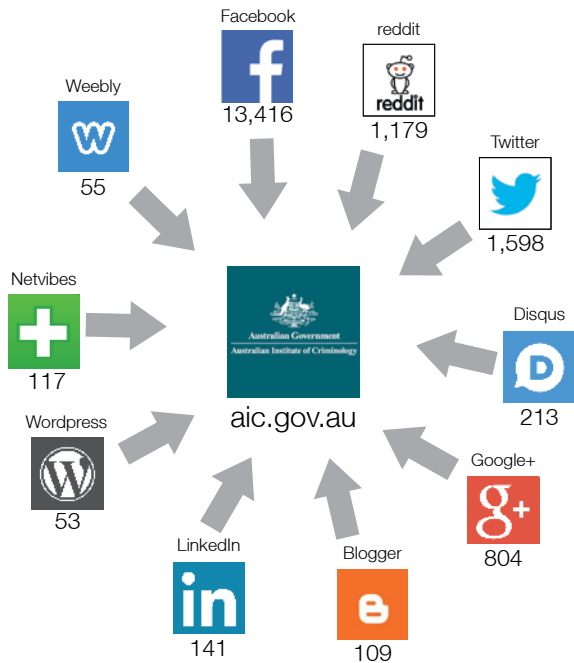 Facebook
13,416
reddit
reddit
1,179
Weebly
W
55
Twitter
1,598
Netvibes
117
Australian Government
Australian Institute of Criminology
aic.gov.au
Disqus
D
213
Wordpress
W
53
Google+
g+
804
LinkedIn
in
141
Blogger
B
109